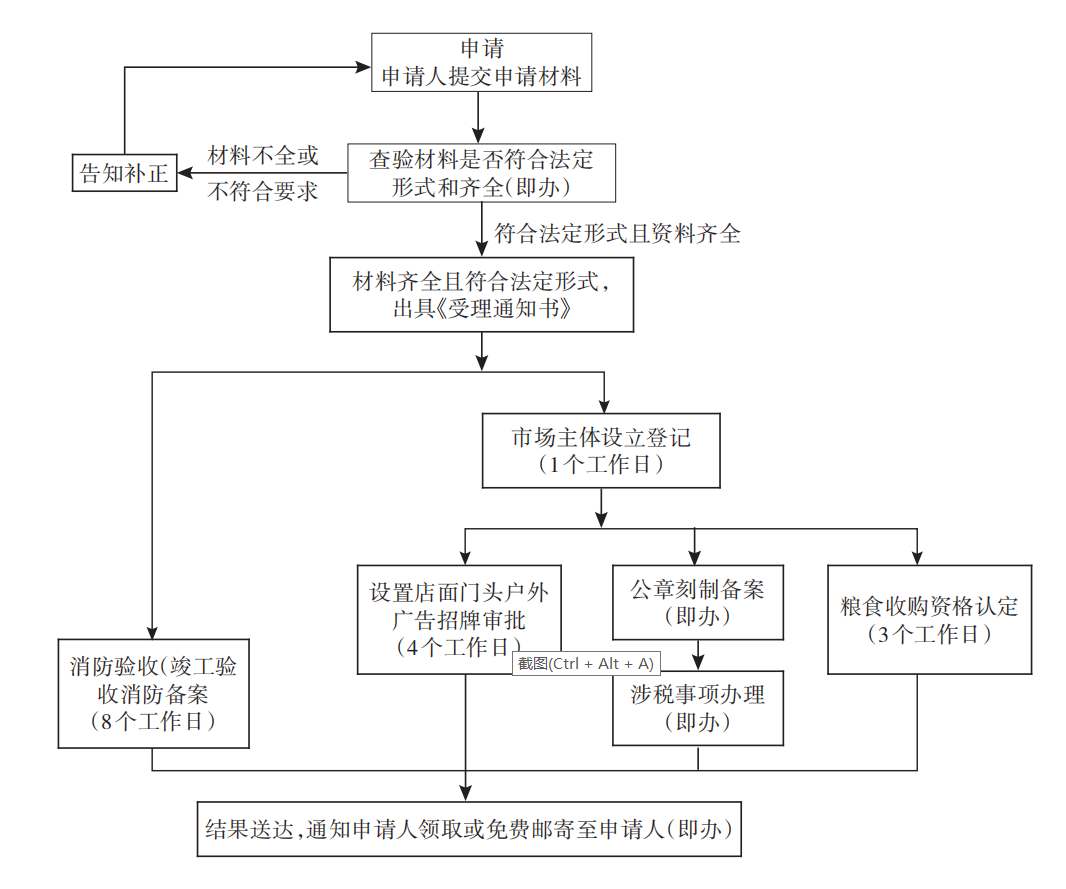 申请
申请人提交申请材料
告知补正
材料不全或
不符合要求
查验材料是否符合法定
形式和齐全(即办)
符合法定形式且资料齐全
材料齐全且符合法定形式，
出具《受理通知书》
市场主体设立登记
（1个工作日）
设置店面门头户外
广告招牌审批
（4个工作日）
公章刻制备案
（即办）
粮食收购资格认定
（3个工作日）
截图(Ctrl + Alt + A)
消防验收(竣工验
收消防备案
（8个工作日）
涉税事项办理
（即办）
结果送达，通知申请人领取或免费邮寄至申请人(即办)